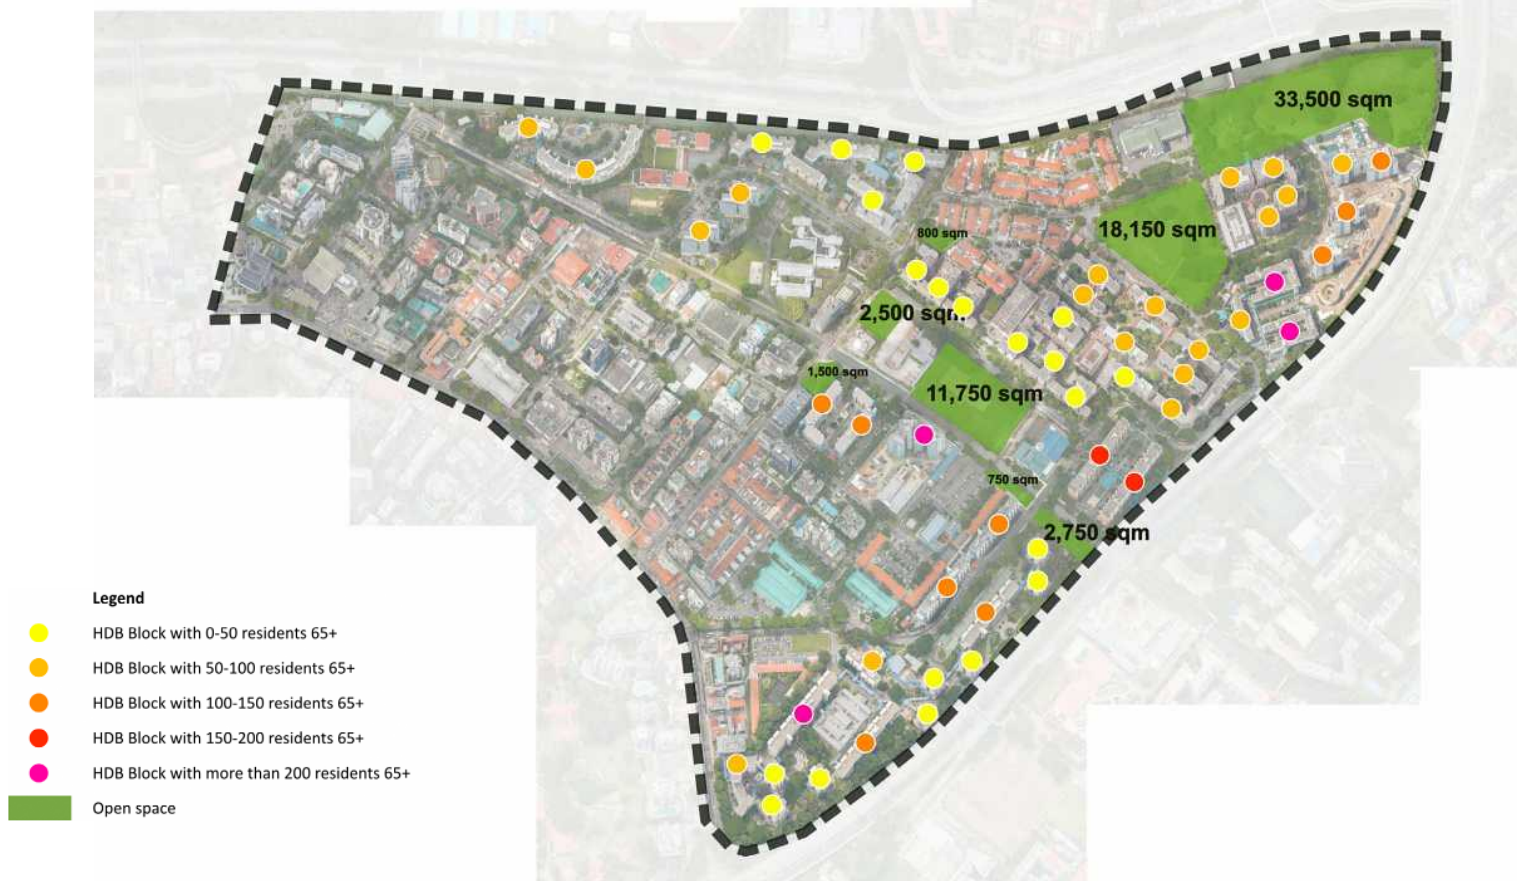 33,500 sqm
18,150 sqm
800 sqm
2,500 sqm
1,500 sqm
11,750 sqm
750 sqm
2,750 sqm
Legend
HDB Block with 0-50 residents 65+
HDB Block with 50-100 residents 65+
HDB Block with 100-150 residents 65+
HDB Block with 150-200 residents 65+
HDB Block with more than 200 residents 65+
Open space